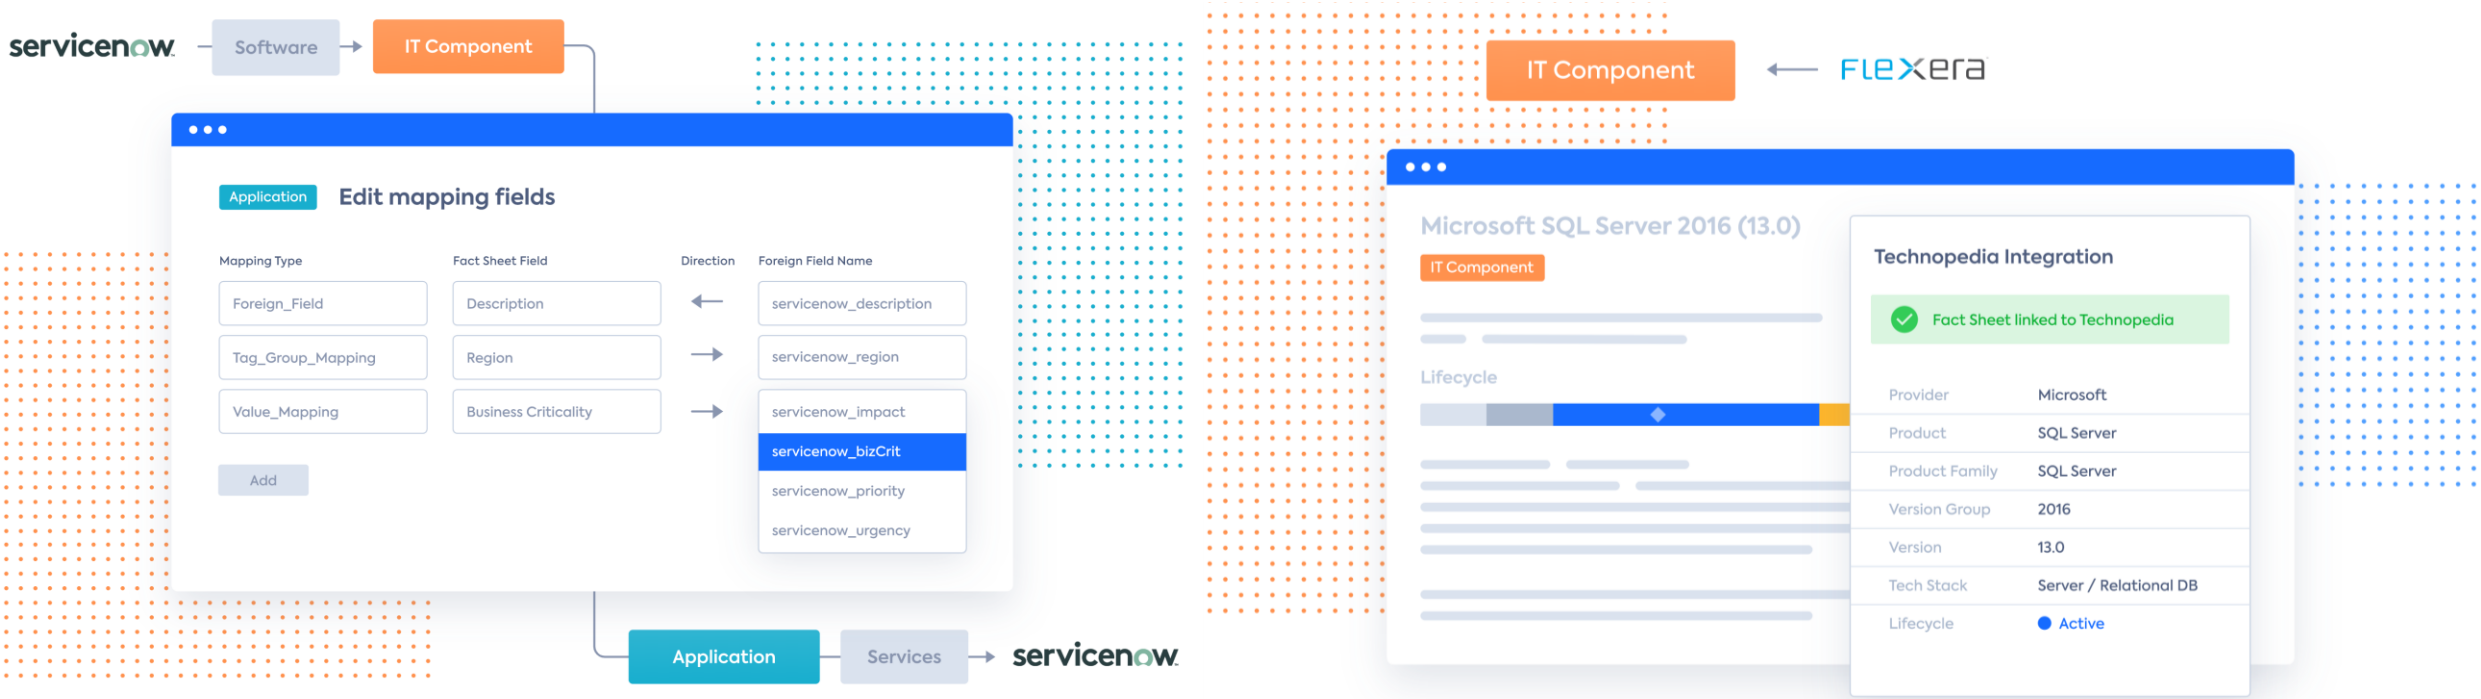 servicenow
Software
IT Component
Application
Edit mapping fields
Mapping Type
Fact Sheet Field
Direction
Foreign Field Name
Foreign_Field
Description
servicenow_description
Tag_Group_Mapping
Region
servicenow_region
Value_Mapping
Business Criticality
servicenow_impact
servicenow_bizCrit
servicenow_priority
servicenow_urgency
Add
Application
Services
servicenow
IT Component
FLEXera
Microsoft SQL Server 2016 (13.0)
IT Component
Lifecycle
Technopedia Integration
Fact Sheet linked to Technopedia
Provider Microsoft
Product SQL Server
Product Family SQL Server
Version Group 2016
Version 13.0
Tech Stack Server / Relational DB
Lifecycle Active